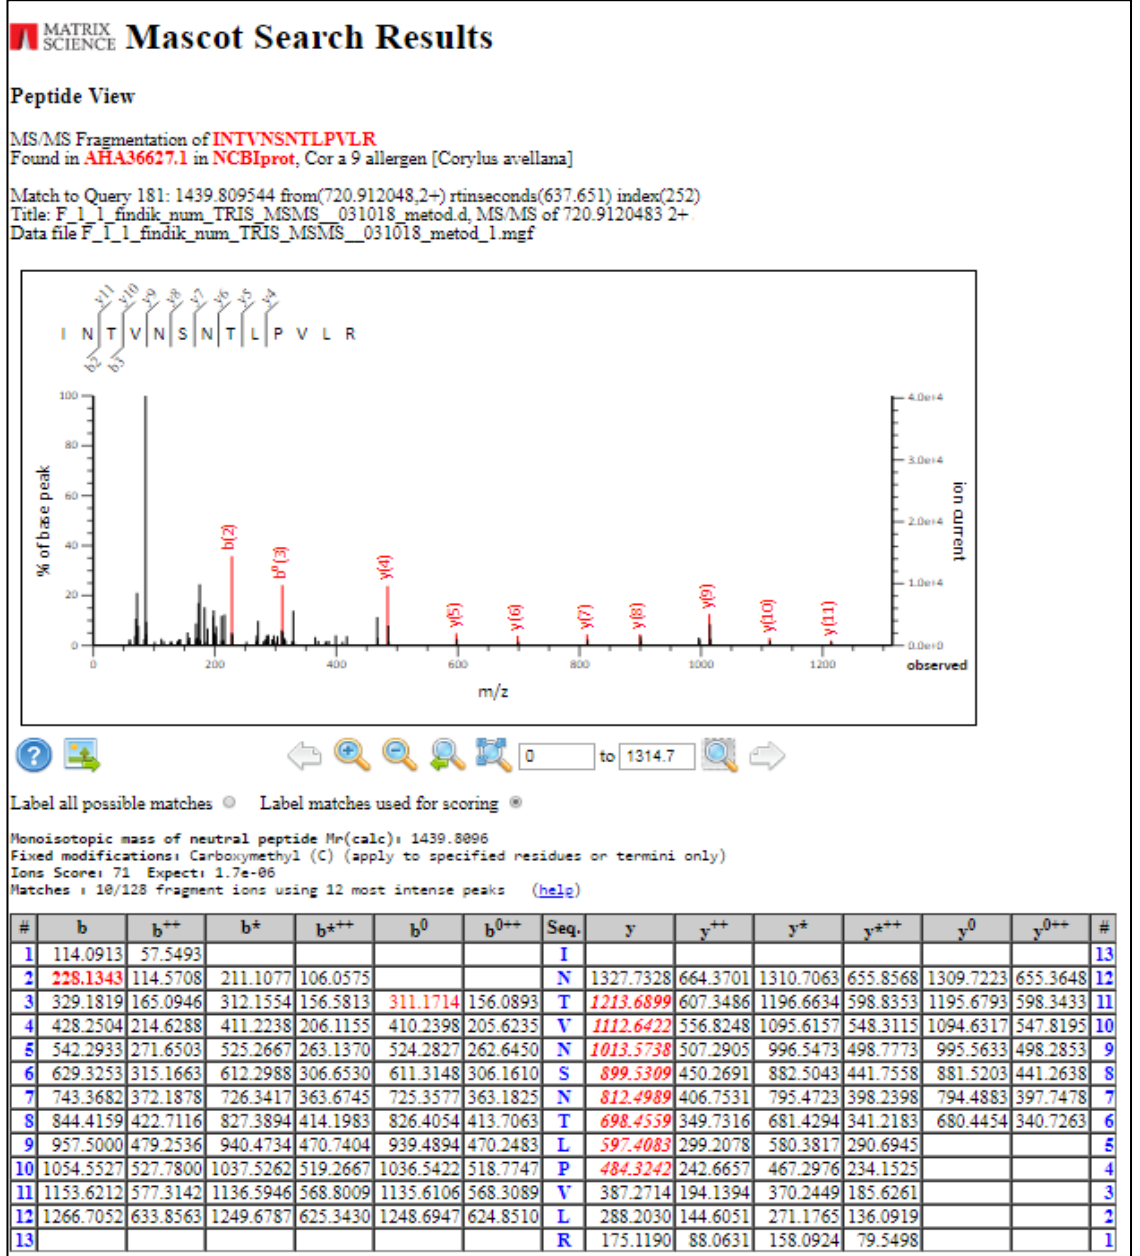 MATRIX SCIENCE Mascot Search Results
Peptide View
MS/MS Fragmentation of INTVNSNTLPVLR
Found in AHA36627.1 in NCBIprot, Cor a 9 allergen [Corylus avellana]
Match to Query 181: 1439.809544 from(720.912048,2+) rtinseconds(637.651) index(252)
Title: F_1_1_findik_num_TRIS_MSMS__031018_metod.d, MS/MS of 720.9120483 2+
Data file F_1_1_findik_num_TRIS_MSMS__031018_metod_1.mgf
y11 y10 y9 y8 y7 y6 y5 y4
I N T V N S N T L P V L R
b2 b3
100 80 60 40 20 0
% of base peak
b(2) b⁰(3) y(4) y(5) y(6) y(7) y(8) y(9) y(10) y(11)
4.0e+4 3.0e+4 2.0e+4 1.0e+4 0.0e+0
ion current
0 200 400 600 800 1000 1200 observed
m/z
? 0 to 1314.7
Label all possible matches Label matches used for scoring
Monoisotopic mass of neutral peptide Mr(calc): 1439.8096
Fixed modifications: Carboxymethyl (C) (apply to specified residues or termini only)
Ions Score: 71 Expect: 1.7e-06
Matches : 10/128 fragment ions using 12 most intense peaks (help)
# b b++ b* b*++ b0 b0++ Seq. y y++ y* y*++ y0 y0++ #
1 114.0913 57.5493 I 13
2 228.1343 114.5708 211.1077 106.0575 N 1327.7328 664.3701 1310.7063 655.8568 1309.7223 655.3648 12
3 329.1819 165.0946 312.1554 156.5813 311.1714 156.0893 T 1213.6899 607.3486 1196.6634 598.8353 1195.6793 598.3433 11
4 428.2504 214.6288 411.2238 206.1155 410.2398 205.6235 V 1112.6422 556.8248 1095.6157 548.3115 1094.6317 547.8195 10
5 542.2933 271.6503 525.2667 263.1370 524.2827 262.6450 N 1013.5738 507.2905 996.5473 498.7773 995.5633 498.2853 9
6 629.3253 315.1663 612.2988 306.6530 611.3148 306.1610 S 899.5309 450.2691 882.5043 441.7558 881.5203 441.2638 8
7 743.3682 372.1878 726.3417 363.6745 725.3577 363.1825 N 812.4989 406.7531 795.4723 398.2398 794.4883 397.7478 7
8 844.4159 422.7116 827.3894 414.1983 826.4054 413.7063 T 698.4559 349.7316 681.4294 341.2183 680.4454 340.7263 6
9 957.5000 479.2536 940.4734 470.7404 939.4894 470.2483 L 597.4083 299.2078 580.3817 290.6945 5
10 1054.5527 527.7800 1037.5262 519.2667 1036.5422 518.7747 P 484.3242 242.6657 467.2976 234.1525 4
11 1153.6212 577.3142 1136.5946 568.8009 1135.6106 568.3089 V 387.2714 194.1394 370.2449 185.6261 3
12 1266.7052 633.8563 1249.6787 625.3430 1248.6947 624.8510 L 288.2030 144.6051 271.1765 136.0919 2
13 R 175.1190 88.0631 158.0924 79.5498 1